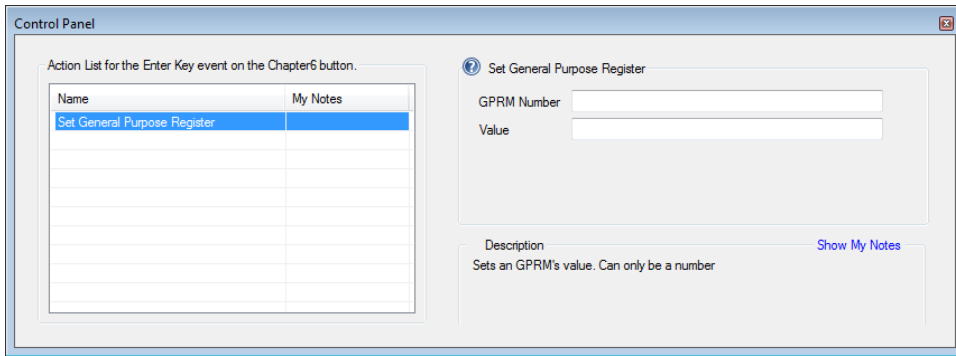 Control Panel
Action List for the Enter Key event on the Chapter6 button.
Name My Notes
Set General Purpose Register
Set General Purpose Register
GPRM Number
Value
Description Show My Notes
Sets an GPRM's value. Can only be a number